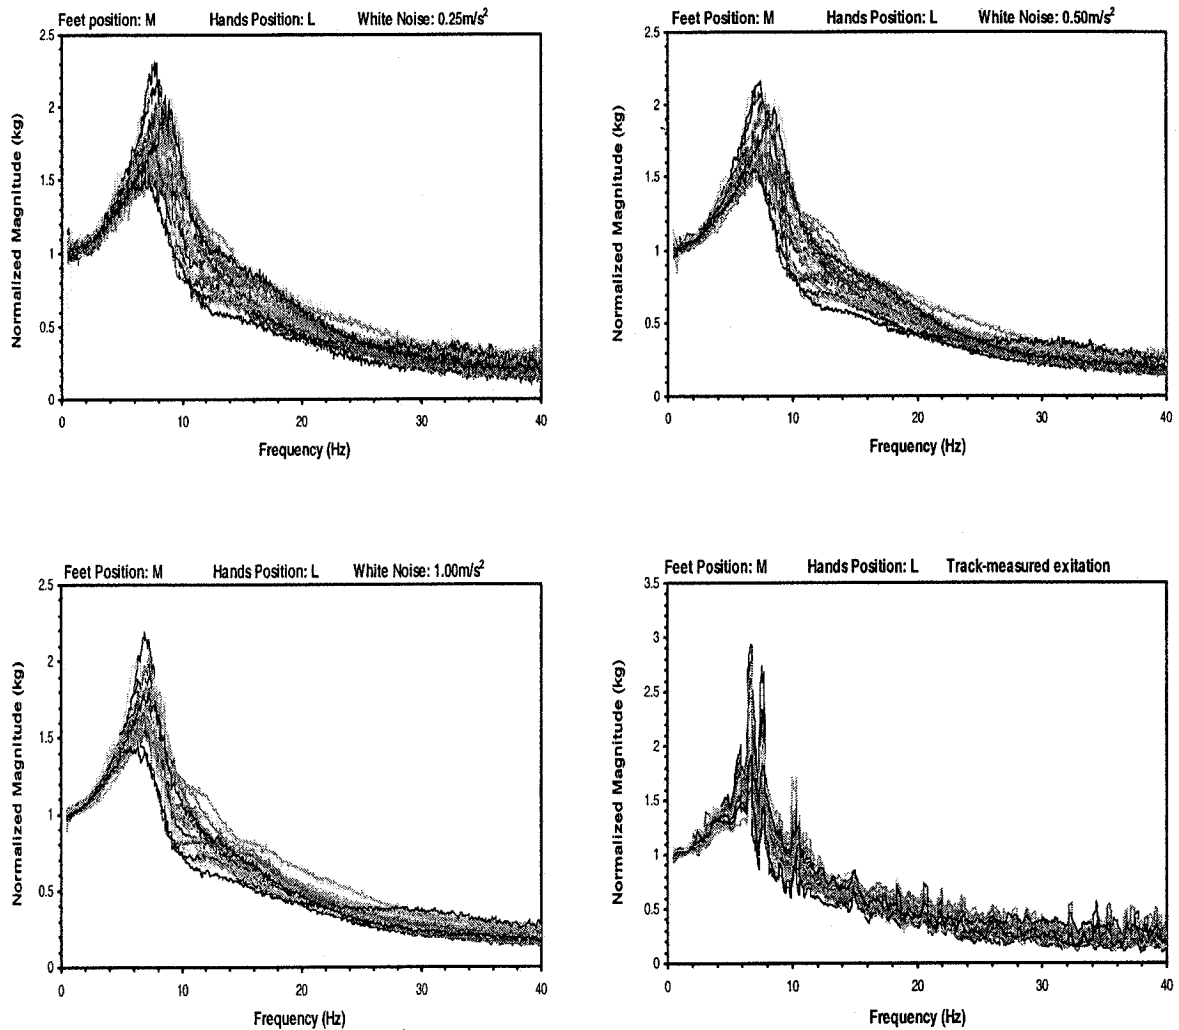 Feet position: M Hands Position: L White Noise: 0.25m/s²
2.5
2
1.5
1
0.5
0
Normalized Magnitude (kg)
0 10 20 30 40
Frequency (Hz)
Feet Position: M Hands Position: L White Noise: 0.50m/s²
2.5
2
1.5
1
0.5
0
Normalized Magnitude (kg)
0 10 20 30 40
Frequency (Hz)
Feet Position: M Hands Position: L White Noise: 1.00m/s²
2.5
2
1.5
1
0.5
0
Normalized Magnitude (kg)
0 10 20 30 40
Frequency (Hz)
Feet Position: M Hands Position: L Track-measured exitation
3.5
3
2.5
2
1.5
1
0.5
0
Normalized Magnitude (kg)
0 10 20 30 40
Frequency (Hz)